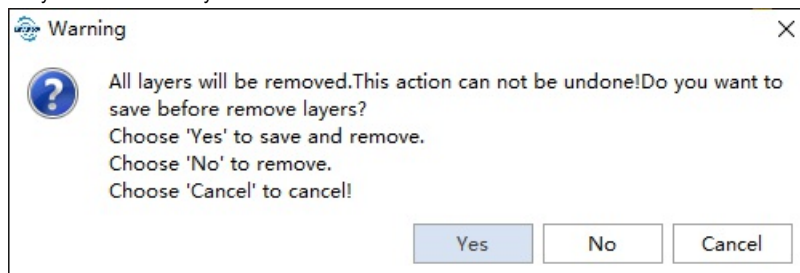 Warning
All layers will be removed.This action can not be undone!Do you want to
save before remove layers?
Choose 'Yes' to save and remove.
Choose 'No' to remove.
Choose 'Cancel' to cancel!
Yes
No
Cancel